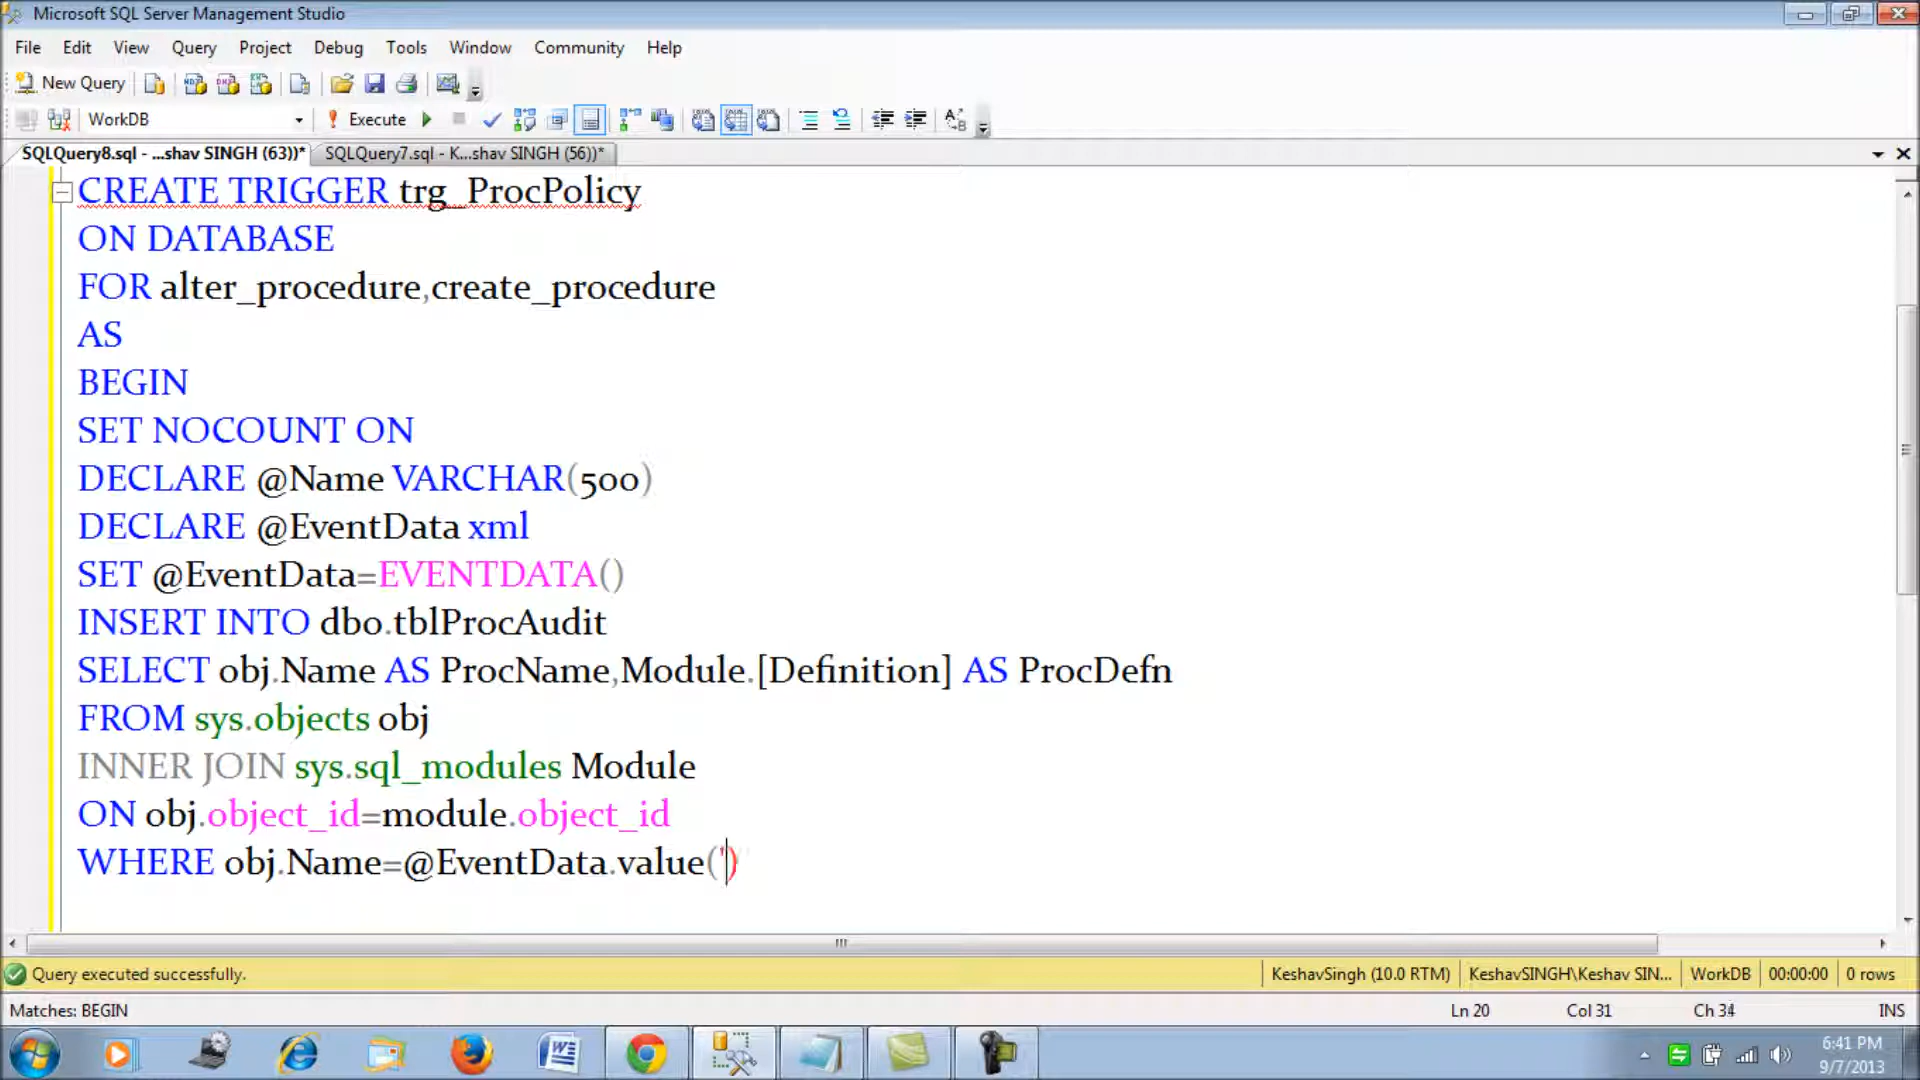 Microsoft SQL Server Management Studio
File Edit View Query Project Debug Tools Window Community Help
New Query
WorkDB Execute
SQLQuery8.sql - ...shav SINGH (63))* SQLQuery7.sql - K...shav SINGH (56))*
CREATE TRIGGER trg_ProcPolicy
ON DATABASE
FOR alter_procedure,create_procedure
AS
BEGIN
SET NOCOUNT ON
DECLARE @Name VARCHAR(500)
DECLARE @EventData xml
SET @EventData=EVENTDATA()
INSERT INTO dbo.tblProcAudit
SELECT obj.Name AS ProcName,Module.[Definition] AS ProcDefn
FROM sys.objects obj
INNER JOIN sys.sql_modules Module
ON obj.object_id=module.object_id
WHERE obj.Name=@EventData.value(')
Query executed successfully. KeshavSingh (10.0 RTM) KeshavSINGH\Keshav SIN... WorkDB 00:00:00 0 rows
Matches: BEGIN Ln 20 Col 31 Ch 34 INS
6:41 PM
9/7/2013